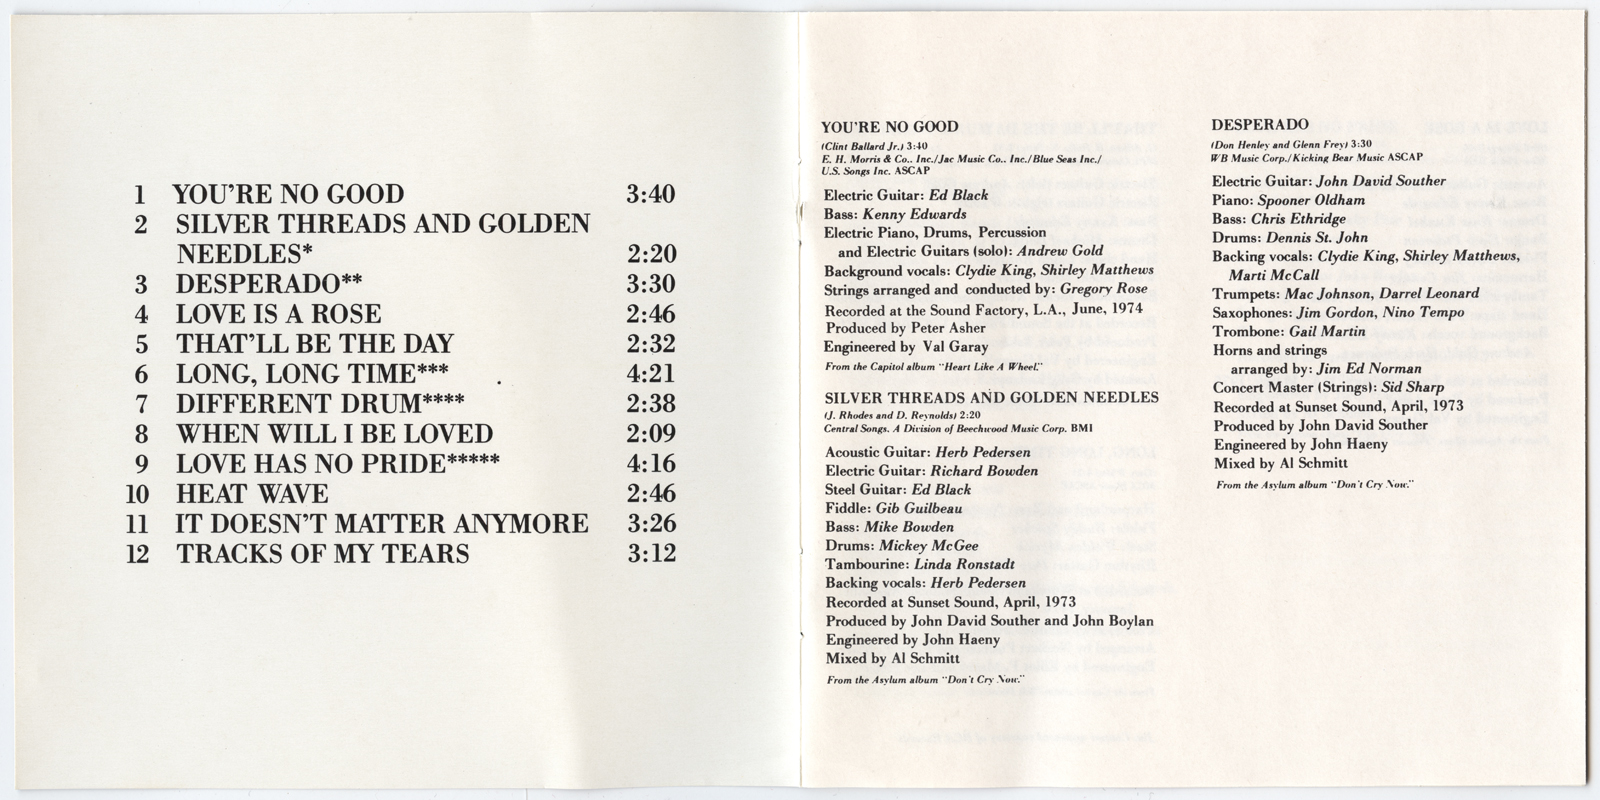 1 YOU'RE NO GOOD 3:40
2 SILVER THREADS AND GOLDEN
NEEDLES* 2:20
3 DESPERADO** 3:30
4 LOVE IS A ROSE 2:46
5 THAT'LL BE THE DAY 2:32
6 LONG, LONG TIME*** 4:21
7 DIFFERENT DRUM**** 2:38
8 WHEN WILL I BE LOVED 2:09
9 LOVE HAS NO PRIDE***** 4:16
10 HEAT WAVE 2:46
11 IT DOESN'T MATTER ANYMORE 3:26
12 TRACKS OF MY TEARS 3:12
YOU'RE NO GOOD
(Clint Ballard Jr.) 3:40
E. H. Morris & Co.. Inc./Jac Music Co.. Inc./Blue Seas Inc./
U.S. Songs Inc. ASCAP
Electric Guitar: Ed Black
Bass: Kenny Edwards
Electric Piano, Drums, Percussion
and Electric Guitars (solo): Andrew Gold
Background vocals: Clydie King, Shirley Matthews
Strings arranged and conducted by: Gregory Rose
Recorded at the Sound Factory, L.A., June, 1974
Produced by Peter Asher
Engineered by Val Garay
From the Capitol album "Heart Like A Wheel."
SILVER THREADS AND GOLDEN NEEDLES
(J. Rhodes and D. Reynolds) 2:20
Central Songs. A Division of Beechwood Music Corp. BMI
Acoustic Guitar: Herb Pedersen
Electric Guitar: Richard Bowden
Steel Guitar: Ed Black
Fiddle: Gib Guilbeau
Bass: Mike Bowden
Drums: Mickey McGee
Tambourine: Linda Ronstadt
Backing vocals: Herb Pedersen
Recorded at Sunset Sound, April, 1973
Produced by John David Souther and John Boylan
Engineered by John Haeny
Mixed by Al Schmitt
From the Asylum album "Don't Cry Now."
DESPERADO
(Don Henley and Glenn Frey) 3:30
WB Music Corp./Kicking Bear Music ASCAP
Electric Guitar: John David Souther
Piano: Spooner Oldham
Bass: Chris Ethridge
Drums: Dennis St. John
Backing vocals: Clydie King, Shirley Matthews,
Marti McCall
Trumpets: Mac Johnson, Darrel Leonard
Saxophones: Jim Gordon, Nino Tempo
Trombone: Gail Martin
Horns and strings
arranged by: Jim Ed Norman
Concert Master (Strings): Sid Sharp
Recorded at Sunset Sound, April, 1973
Produced by John David Souther
Engineered by John Haeny
Mixed by Al Schmitt
From the Asylum album "Don't Cry Now."